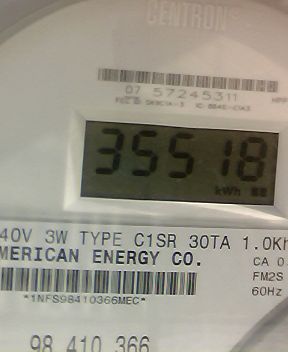 CENTRON
07 57245311
35518
kWh
40V 3W TYPE C1SR 30TA 1.0Kh
MERICAN ENERGY CO.
CA 0.
FM2S
60Hz
*1NFS98410366MEC*
98 410 366